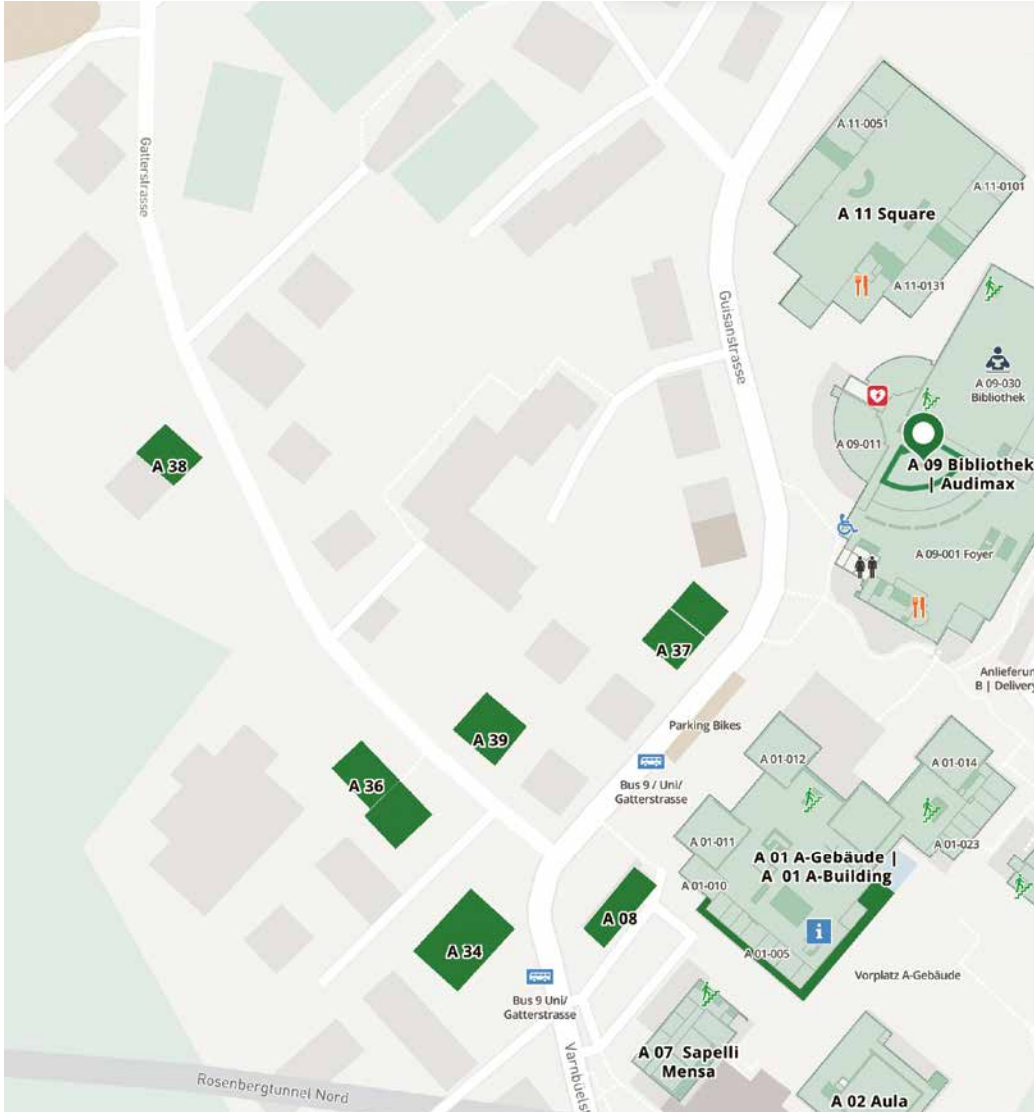 Gatterstrasse
A 11-0051
A 11-0101
A 11 Square
A 11-0131
Guisanstrasse
A 09-030
Bibliothek
A 09-011
A 38
A 09 Bibliothek
| Audimax
A 09-001 Foyer
A 37
Anlieferun
B | Delivery
Parking Bikes
A 39
A 01-012
A 01-014
Bus 9 / Uni/
Gatterstrasse
A 36
A 01-011
A 01-023
A 01 A-Gebäude |
A 01 A-Building
A 01-010
A 08
A 34
A 01-005
Vorplatz A-Gebäude
Bus 9 Uni/
Gatterstrasse
A 07 Sapelli
Mensa
Varnbüelst
Rosenbergtunnel Nord
A 02 Aula